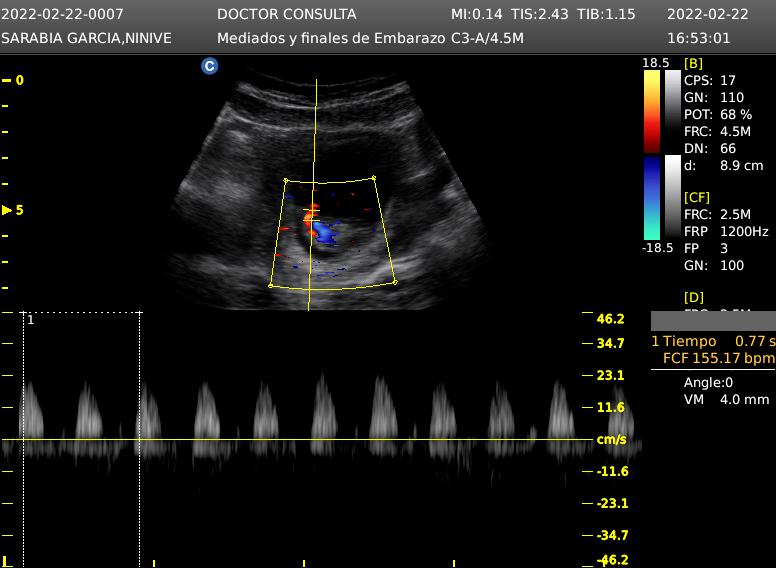 2022-02-22-0007 DOCTOR CONSULTA MI:0.14 TIS:2.43 TIB:1.15 2022-02-22
SARABIA GARCIA,NINIVE Mediados y finales de Embarazo C3-A/4.5M 16:53:01
C
0
5
18.5
-18.5
[B]
CPS: 17
GN: 110
POT: 68 %
FRC: 4.5M
DN: 66
d: 8.9 cm
[CF]
FRC: 2.5M
FRP 1200Hz
FP 3
GN: 100
[D]
1 Tiempo 0.77 s
FCF 155.17 bpm
Angle:0
VM 4.0 mm
1
46.2
34.7
23.1
11.6
cm/s
-11.6
-23.1
-34.7
-46.2